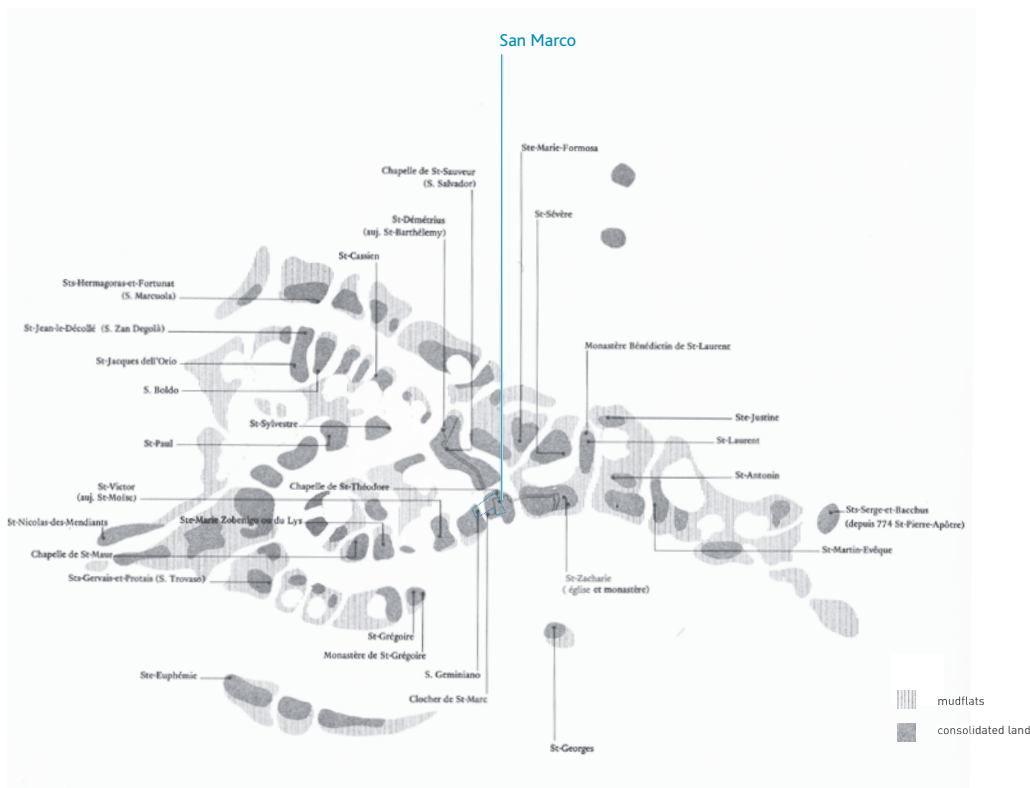 San Marco
Ste-Marie-Formosa
Chapelle de St-Sauveur
(S. Salvador)
St-Sévère
St-Démétrius
(auj. St-Barthélemy)
St-Cassien
Sts-Hermagoras-et-Fortunat
(S. Marcuola)
St-Jean-le-Décollé (S. Zan Degolà)
Monastère Bénédictin de St-Laurent
St-Jacques dell'Orio
S. Boldo
Ste-Justine
St-Sylvestre
St-Paul
St-Laurent
St-Antonin
Chapelle de St-Théodore
St-Victor
(auj. St-Moïse)
Sts-Serge-et-Bacchus
(depuis 774 St-Pierre-Apôtre)
St-Nicolas-des-Mendiants
Ste-Marie Zobenigo ou du Lys
St-Martin-Evêque
Chapelle de St-Maur
Sts-Gervais-et-Protais (S. Trovaso)
St-Zacharie
( église et monastère)
St-Grégoire
Monastère de St-Grégoire
S. Geminiano
Ste-Euphémie
Clocher de St-Marc
mudflats
consolidated land
St-Georges